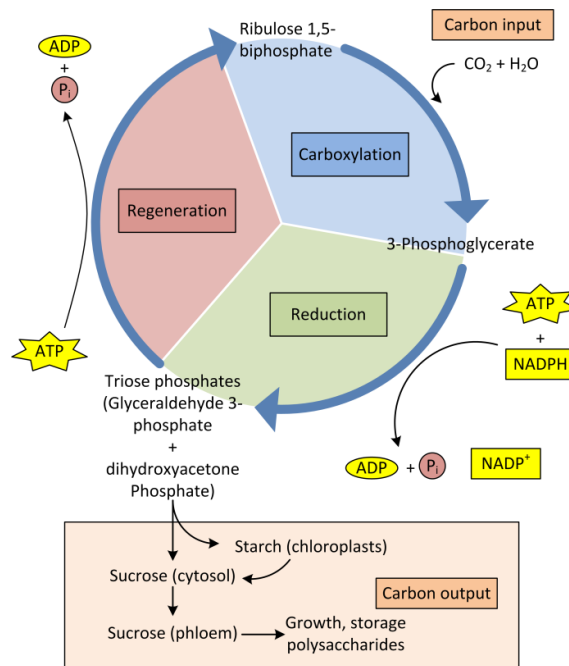 Ribulose 1,5-
biphosphate
Carbon input
CO₂ + H₂O
ADP
+
Pᵢ
Carboxylation
Regeneration
3-Phosphoglycerate
Reduction
ATP
+
NADPH
ATP
Triose phosphates
(Glyceraldehyde 3-
phosphate
+
dihydroxyacetone
Phosphate)
ADP + Pᵢ NADP⁺
Starch (chloroplasts)
Sucrose (cytosol)
Carbon output
Sucrose (phloem)
Growth, storage
polysaccharides